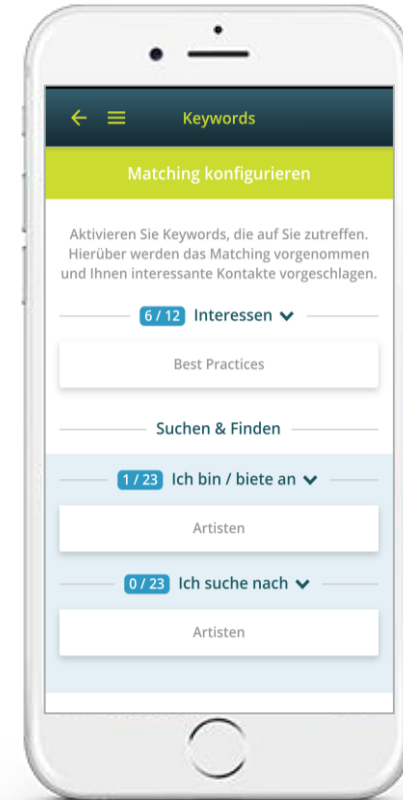 Keywords
Matching konfigurieren
Aktivieren Sie Keywords, die auf Sie zutreffen.
Hierüber werden das Matching vorgenommen
und Ihnen interessante Kontakte vorgeschlagen.
6 / 12 Interessen
Best Practices
Suchen & Finden
1 / 23 Ich bin / biete an
Artisten
0 / 23 Ich suche nach
Artisten